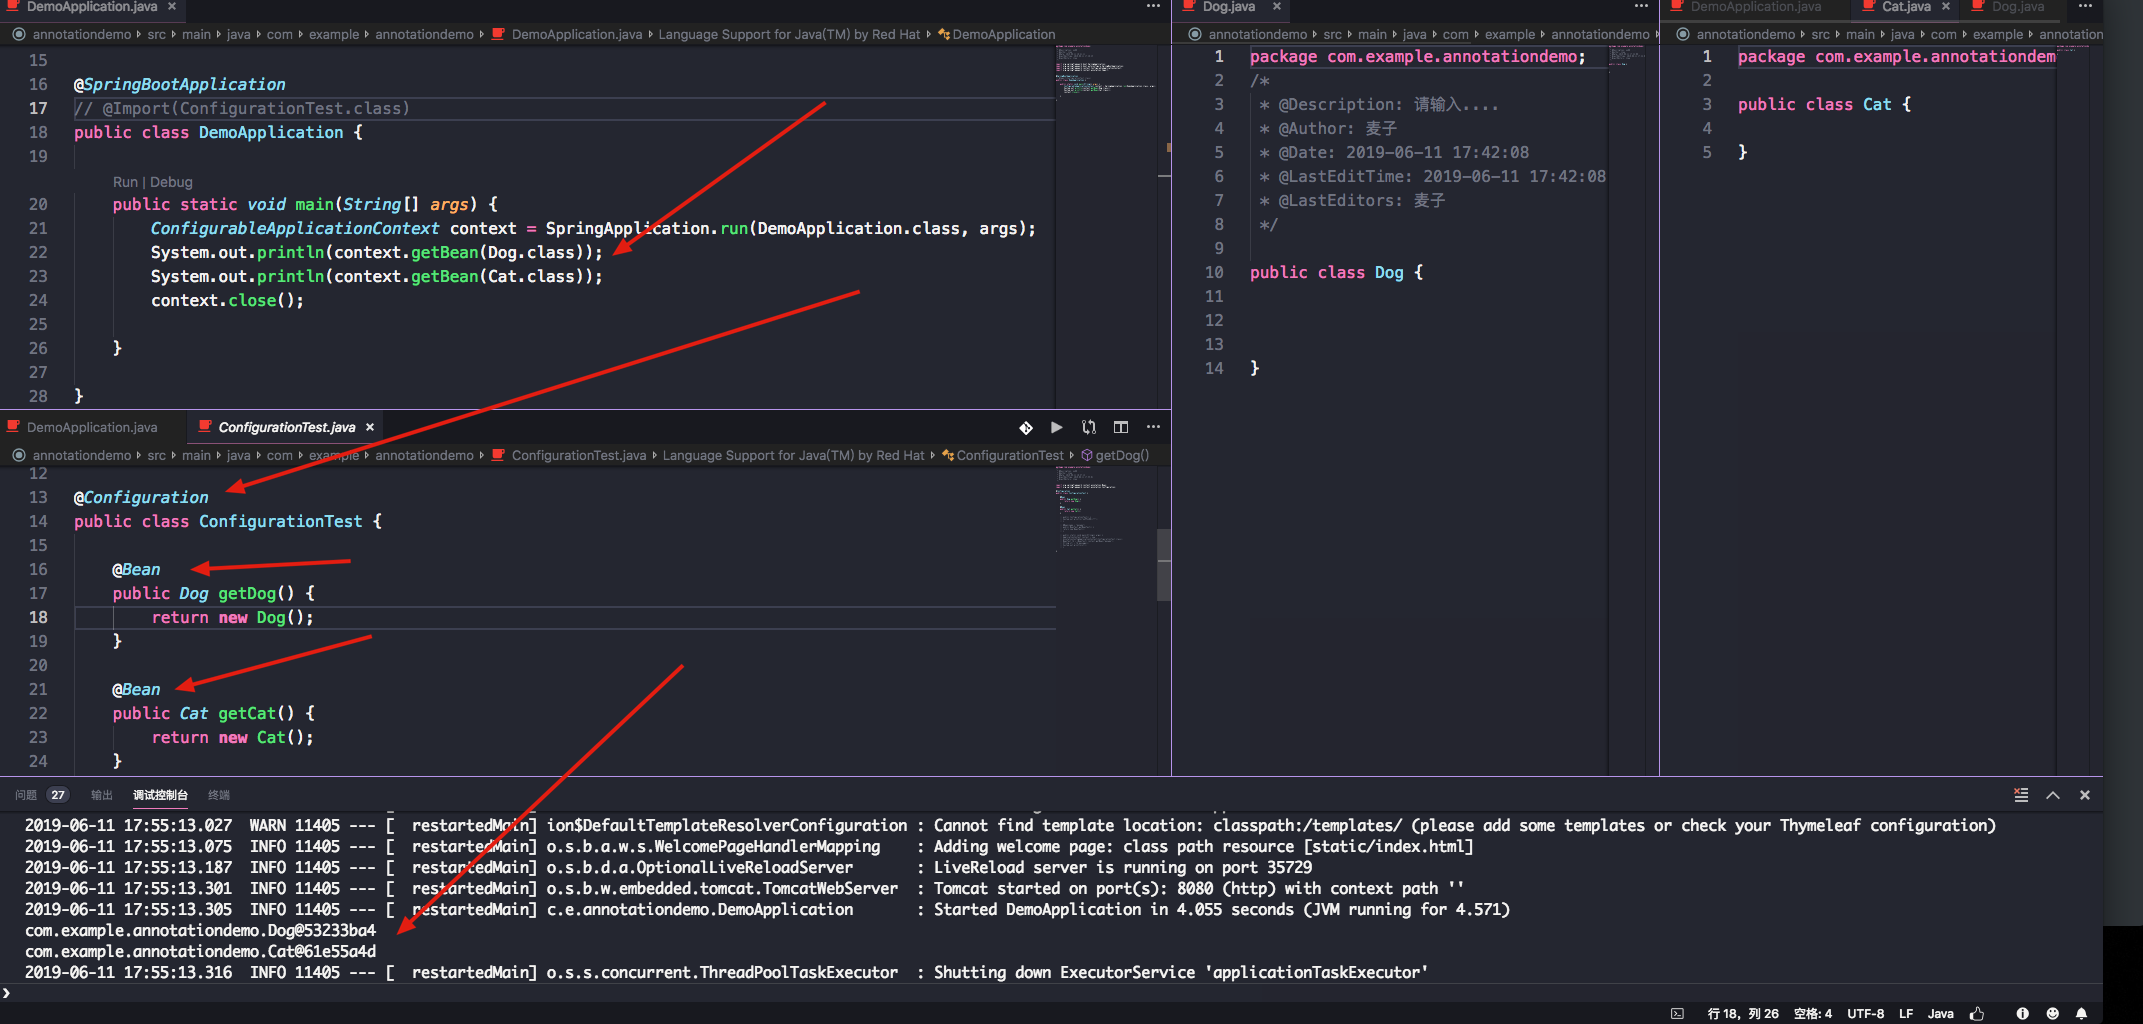 DemoApplication.java ×
annotationdemo › src › main › java › com › example › annotationdemo › DemoApplication.java › Language Support for Java(TM) by Red Hat › DemoApplication
15
16 @SpringBootApplication
17 // @Import(ConfigurationTest.class)
18 public class DemoApplication {
19
Run | Debug
20 public static void main(String[] args) {
21 ConfigurableApplicationContext context = SpringApplication.run(DemoApplication.class, args);
22 System.out.println(context.getBean(Dog.class));
23 System.out.println(context.getBean(Cat.class));
24 context.close();
25
26 }
27
28 }
DemoApplication.java ConfigurationTest.java ×
annotationdemo › src › main › java › com › example › annotationdemo › ConfigurationTest.java › Language Support for Java(TM) by Red Hat › ConfigurationTest › getDog()
12
13 @Configuration
14 public class ConfigurationTest {
15
16 @Bean
17 public Dog getDog() {
18 return new Dog();
19 }
20
21 @Bean
22 public Cat getCat() {
23 return new Cat();
24 }
Dog.java ×
annotationdemo › src › main › java › com › example › annotationdemo ›
1 package com.example.annotationdemo;
2 /*
3 * @Description: 请输入....
4 * @Author: 麦子
5 * @Date: 2019-06-11 17:42:08
6 * @LastEditTime: 2019-06-11 17:42:08
7 * @LastEditors: 麦子
8 */
9
10 public class Dog {
11
12
13
14 }
DemoApplication.java Cat.java × Dog.java
annotationdemo › src › main › java › com › example › annotation
1 package com.example.annotationdem
2
3 public class Cat {
4
5 }
问题 27 输出 调试控制台 终端
2019-06-11 17:55:13.027 WARN 11405 --- [ restartedMain] ion$DefaultTemplateResolverConfiguration : Cannot find template location: classpath:/templates/ (please add some templates or check your Thymeleaf configuration)
2019-06-11 17:55:13.075 INFO 11405 --- [ restartedMain] o.s.b.a.w.s.WelcomePageHandlerMapping : Adding welcome page: class path resource [static/index.html]
2019-06-11 17:55:13.187 INFO 11405 --- [ restartedMain] o.s.b.d.a.OptionalLiveReloadServer : LiveReload server is running on port 35729
2019-06-11 17:55:13.301 INFO 11405 --- [ restartedMain] o.s.b.w.embedded.tomcat.TomcatWebServer : Tomcat started on port(s): 8080 (http) with context path ''
2019-06-11 17:55:13.305 INFO 11405 --- [ restartedMain] c.e.annotationdemo.DemoApplication : Started DemoApplication in 4.055 seconds (JVM running for 4.571)
com.example.annotationdemo.Dog@53233ba4
com.example.annotationdemo.Cat@61e55a4d
2019-06-11 17:55:13.316 INFO 11405 --- [ restartedMain] o.s.s.concurrent.ThreadPoolTaskExecutor : Shutting down ExecutorService 'applicationTaskExecutor'
行 18，列 26 空格: 4 UTF-8 LF Java